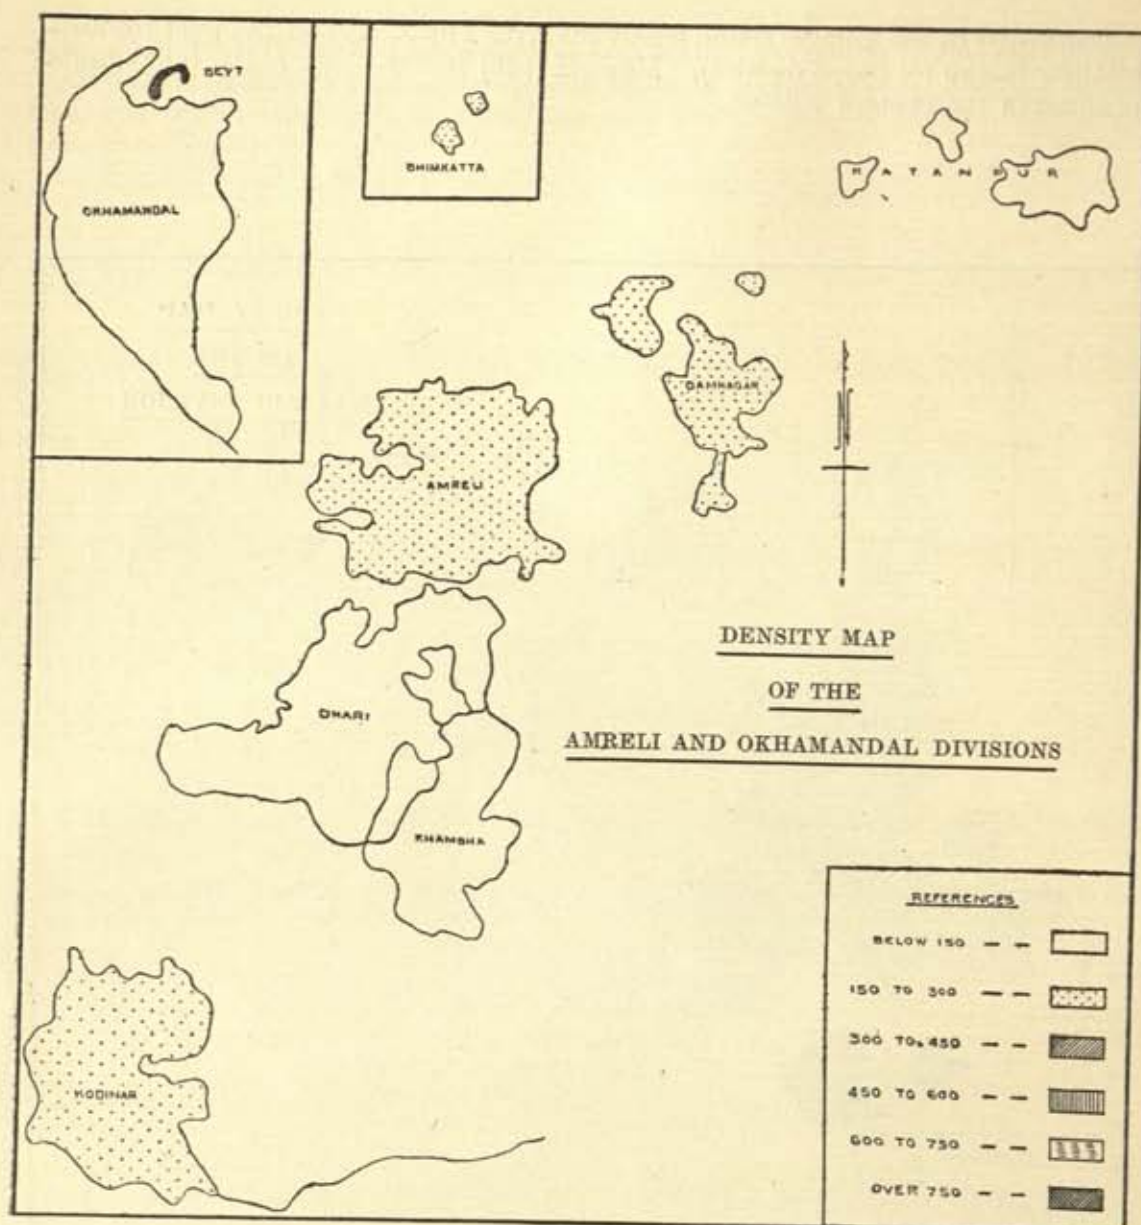 BEYT
OKHAMANDAL
BHIMKATTA
RATANPUR
DAMNAGAR
AMRELI
N
DENSITY MAP
OF THE
AMRELI AND OKHAMANDAL DIVISIONS
DHARI
KHAMBHA
KODINAR
REFERENCES
BELOW 150 — —
150 TO 300 — —
300 TO 450 — —
450 TO 600 — —
600 TO 750 — —
OVER 750 — —